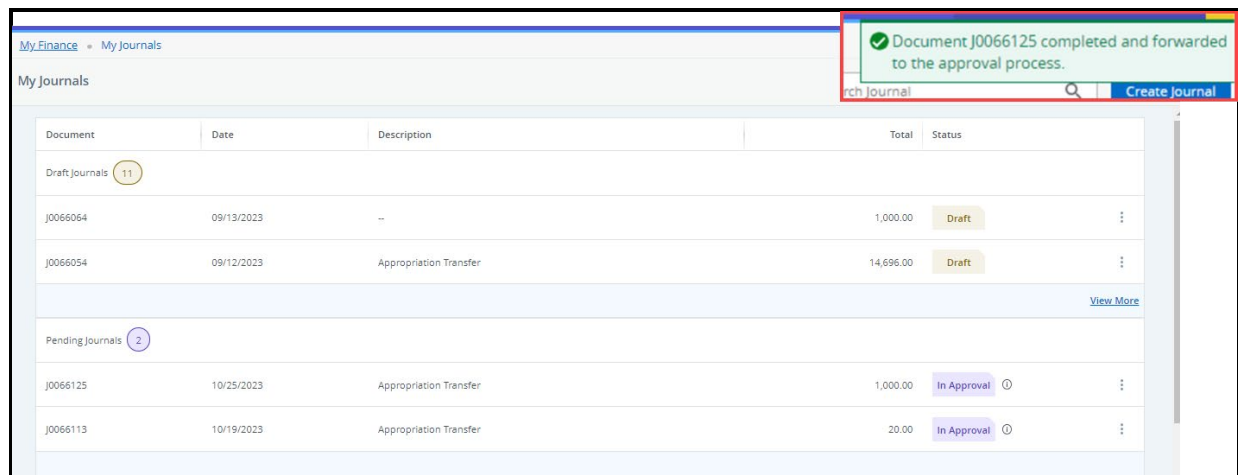 My Finance • My Journals
Document J0066125 completed and forwarded
to the approval process.
My Journals
rch Journal
Create Journal
Document Date Description Total Status
Draft Journals 11
J0066064 09/13/2023 -- 1,000.00 Draft
J0066054 09/12/2023 Appropriation Transfer 14,696.00 Draft
View More
Pending Journals 2
J0066125 10/25/2023 Appropriation Transfer 1,000.00 In Approval
J0066113 10/19/2023 Appropriation Transfer 20.00 In Approval